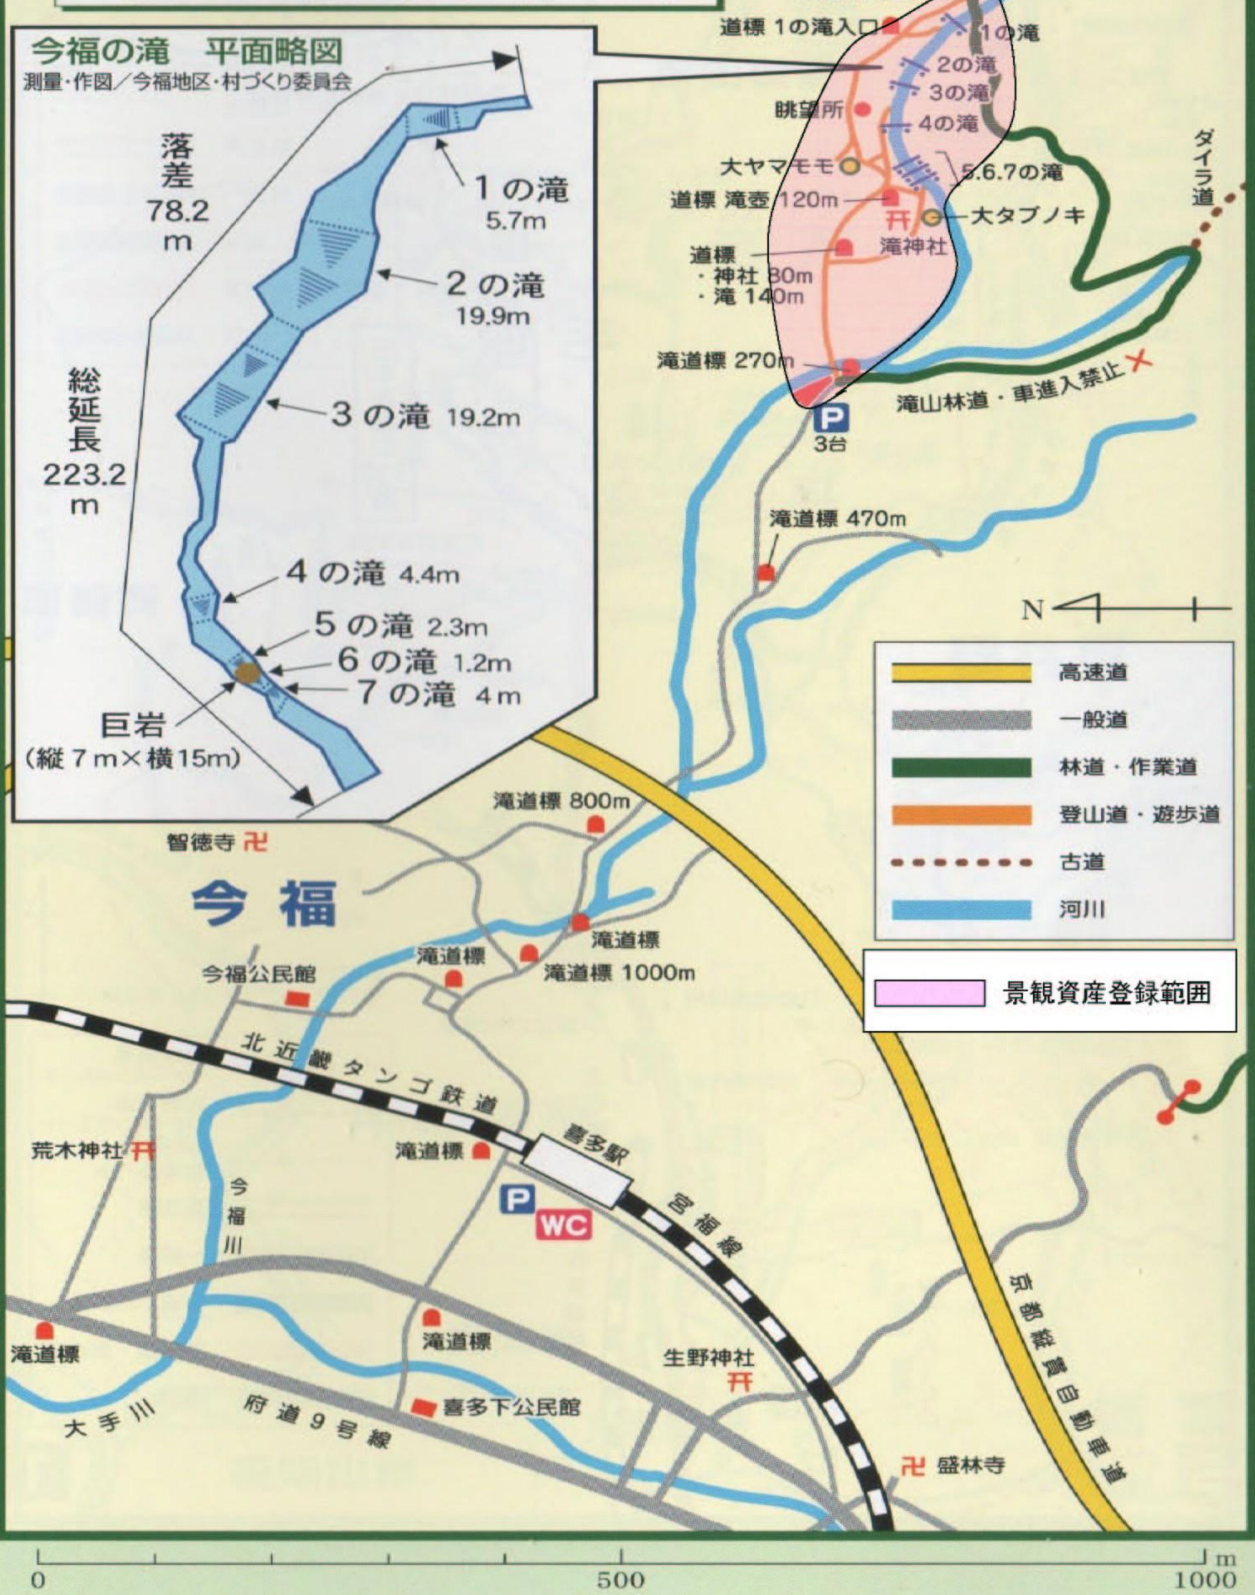 今福の滝 平面略図
測量・作図／今福地区・村づくり委員会
落差
78.2
m
総延長
223.2
m
1 の滝
5.7m
2 の滝
19.9m
3 の滝 19.2m
4 の滝 4.4m
5 の滝 2.3m
6 の滝 1.2m
7 の滝 4 m
巨岩
(縦 7 m×横15m)
道標 1の滝入口
1の滝
2の滝
3の滝
眺望所
4の滝
大ヤマモモ
5.6.7の滝
道標 滝壺 120m
大タブノキ
滝神社
道標
・神社 80m
・滝 140m
ダイラ道
滝道標 270m
滝山林道・車進入禁止
P
3台
滝道標 470m
N
高速道
一般道
林道・作業道
登山道・遊歩道
古道
河川
景観資産登録範囲
滝道標 800m
智徳寺 卍
今福
滝道標
滝道標
滝道標 1000m
今福公民館
北近畿タンゴ鉄道
荒木神社
滝道標
喜多駅
P
WC
宮福線
今福川
京都縦貫自動車道
滝道標
滝道標
生野神社
大手川
府道9号線
喜多下公民館
卍 盛林寺
0
500
1000
m